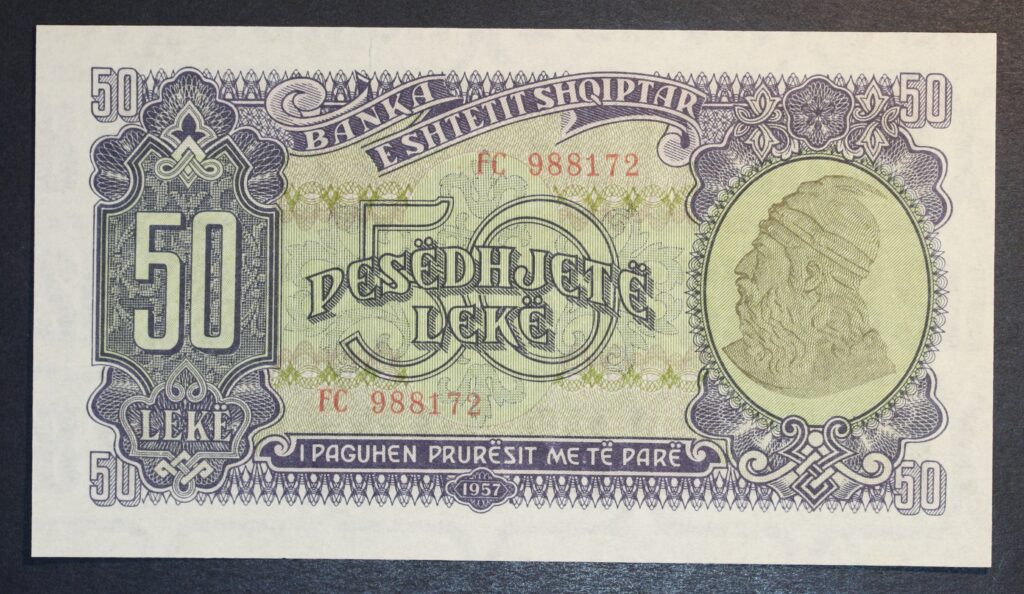 50 50
BANKA
E SHTETIT SHQIPTAR
FC 988172
50
50
PESËDHJETË
LEKË
FC 988172
LEKË
I PAGUHEN PRURËSIT ME TË PARË
50 1957 50